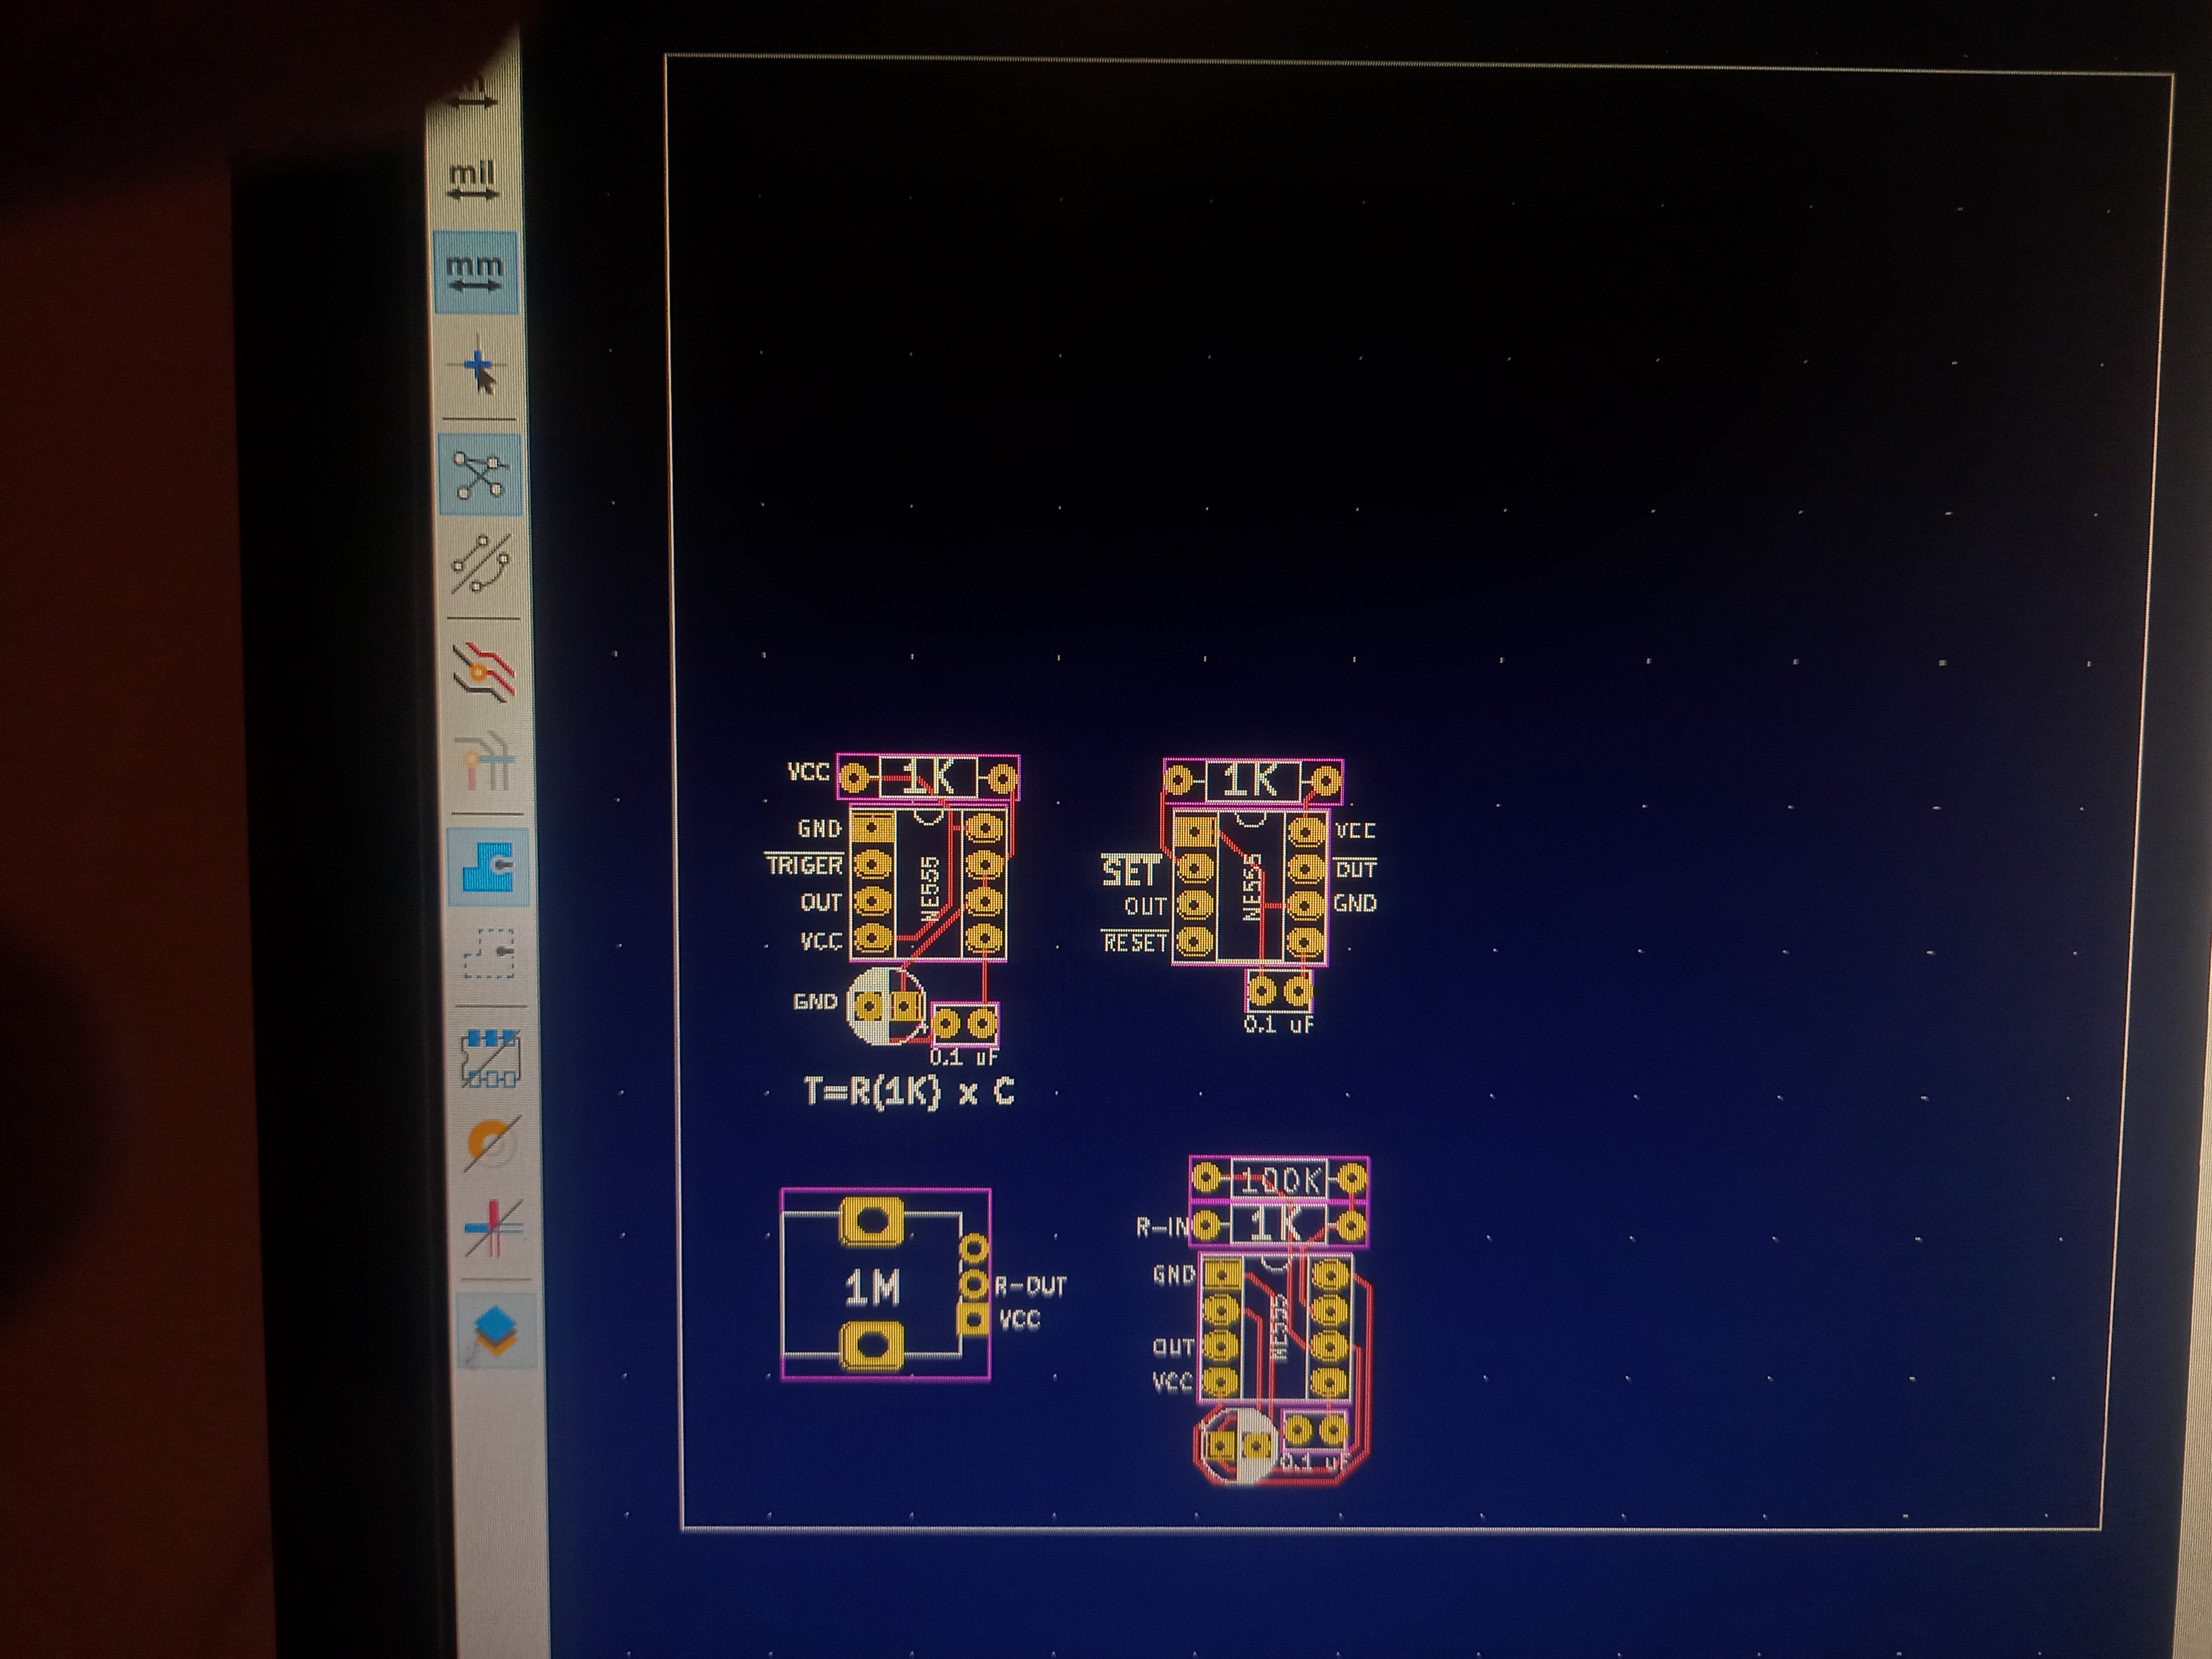 mil
mm
VCC
1K
GND
TRIGER
OUT
VCC
NE555
GND
+
0.1 uF
T=R(1K) x C
1K
VCC
SET
OUT
OUT
GND
RESET
NE555
0.1 uF
1M
R-OUT
VCC
100K
R-IN
1K
GND
OUT
VCC
NE555
0.1 uF